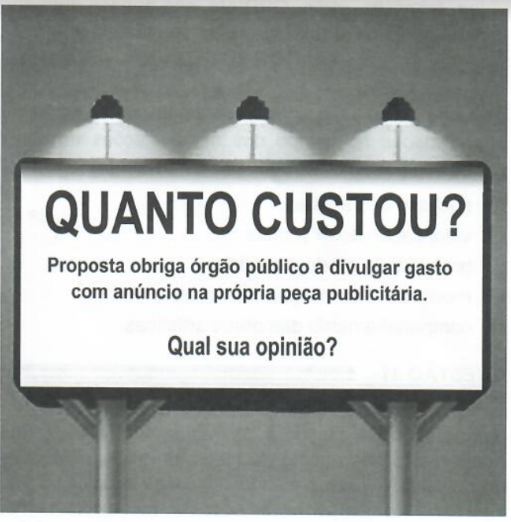 QUANTO CUSTOU?
Proposta obriga órgão público a divulgar gasto
com anúncio na própria peça publicitária.
Qual sua opinião?